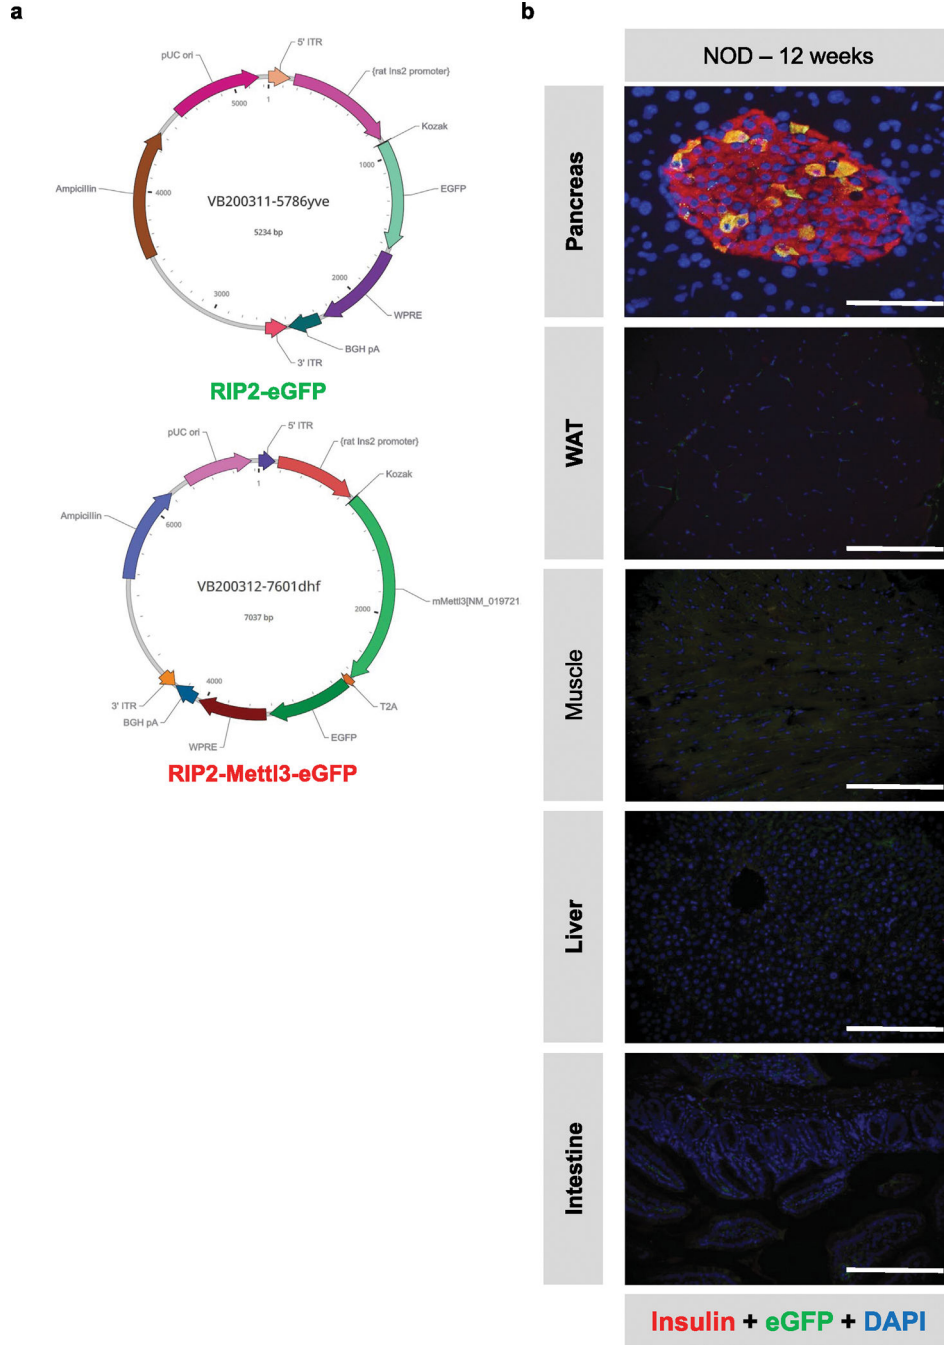 a
5' ITR
pUC ori
{rat Ins2 promoter}
5000
1
Kozak
1000
Ampicillin
4000
EGFP
VB200311-5786yve
5234 bp
3000
2000
WPRE
BGH pA
3' ITR
RIP2-eGFP
5' ITR
pUC ori
{rat Ins2 promoter}
1
Kozak
Ampicillin
6000
VB200312-7601dhf
7037 bp
2000
mMettl3[NM_019721
3' ITR
4000
T2A
BGH pA
EGFP
WPRE
RIP2-Mettl3-eGFP
b
NOD – 12 weeks
Pancreas
WAT
Muscle
Liver
Intestine
Insulin + eGFP + DAPI